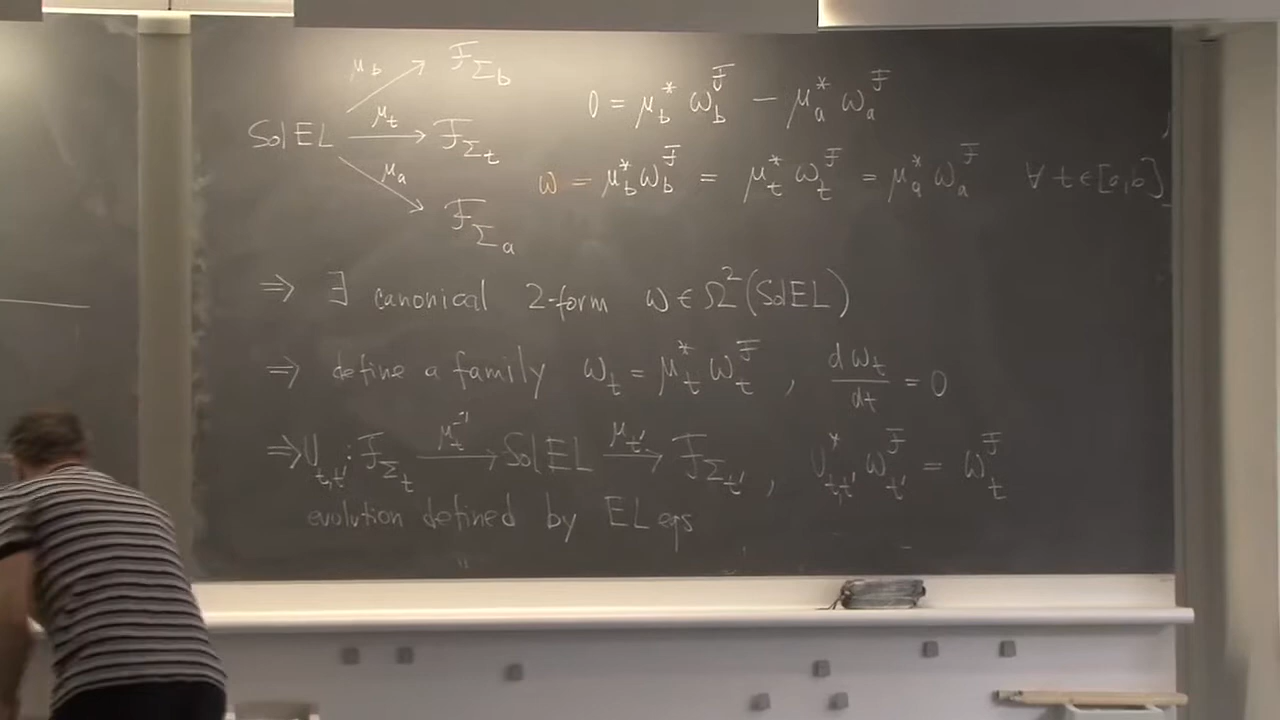 μ_b F_{Σ_b}
0 = μ_b^* ω_b^F − μ_a^* ω_a^F
SolEL μ_t F_{Σ_t}
ω = μ_b^* ω_b^F = μ_t^* ω_t^F = μ_a^* ω_a^F ∀ t ∈ [a,b]
μ_a F_{Σ_a}
⇒ ∃ canonical 2-form ω ∈ Ω^2(SolEL)
⇒ define a family ω_t = μ_t^* ω_t^F , dω_t/dt = 0
⇒ U_{t,t'} : F_{Σ_t} —μ_t^{-1}→ SolEL —μ_{t'}→ F_{Σ_{t'}} , U_{t,t'}^* ω_{t'}^F = ω_t^F
evolution defined by EL eqs